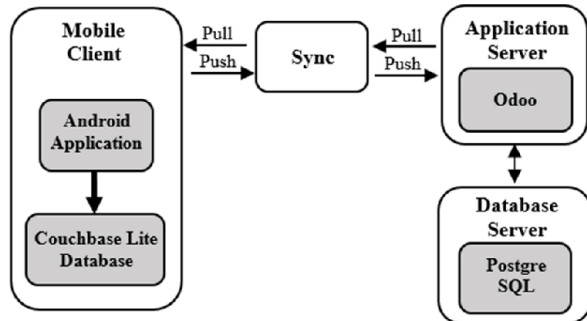 Mobile
Client
Android
Application
Couchbase Lite
Database
Pull
Push
Sync
Pull
Push
Application
Server
Odoo
Database
Server
Postgre
SQL